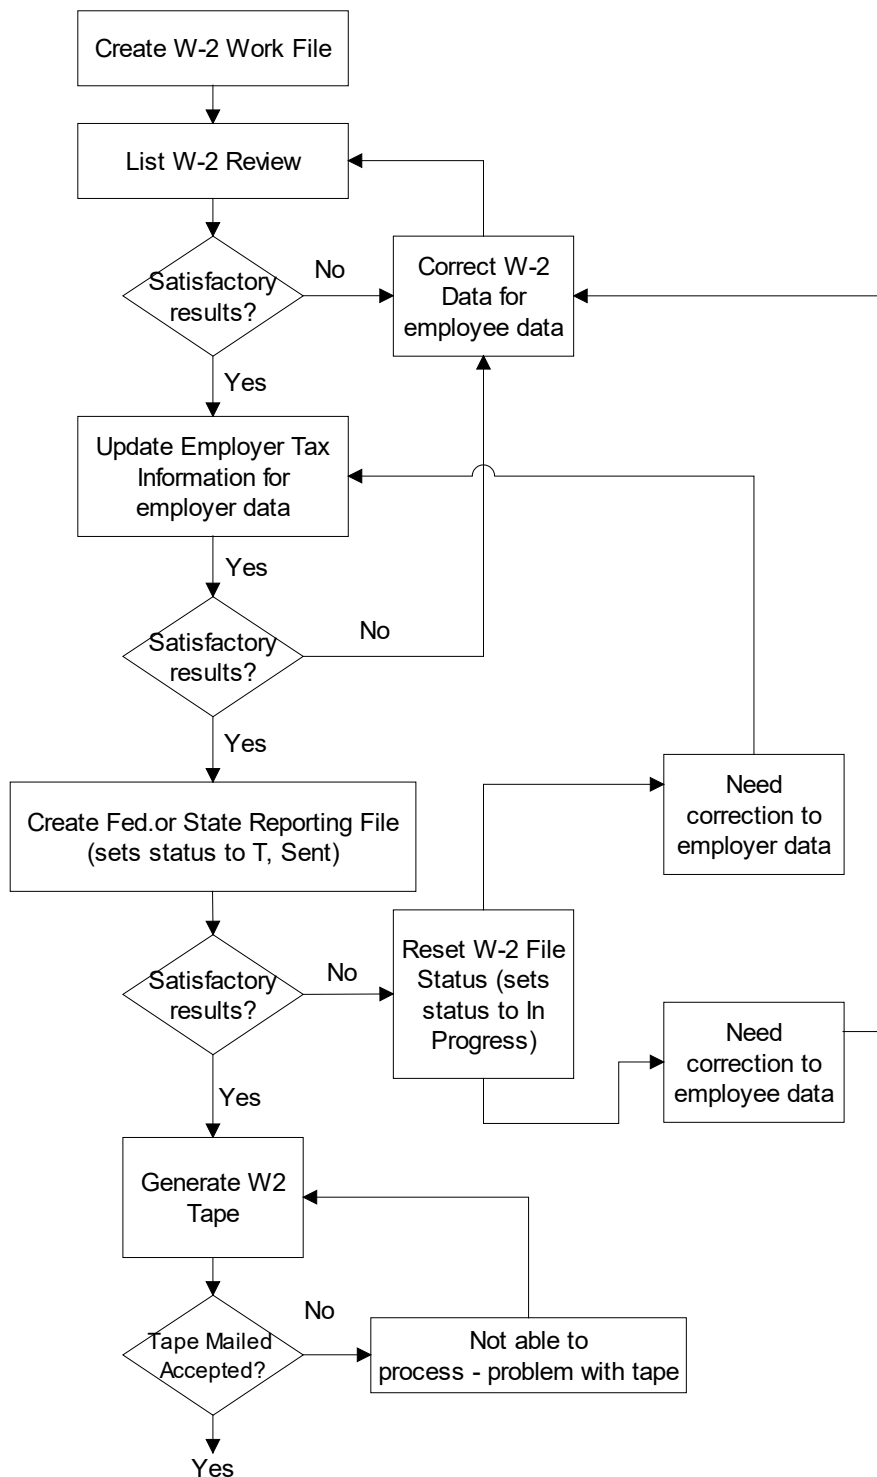 Create W-2 Work File
List W-2 Review
Satisfactory
results?
No
Correct W-2
Data for
employee data
Yes
Update Employer Tax
Information for
employer data
Yes
Satisfactory
results?
No
Yes
Create Fed.or State Reporting File
(sets status to T, Sent)
Need
correction to
employer data
Satisfactory
results?
No
Reset W-2 File
Status (sets
status to In
Progress)
Need
correction to
employee data
Yes
Generate W2
Tape
Tape Mailed
Accepted?
No
Not able to
process - problem with tape
Yes